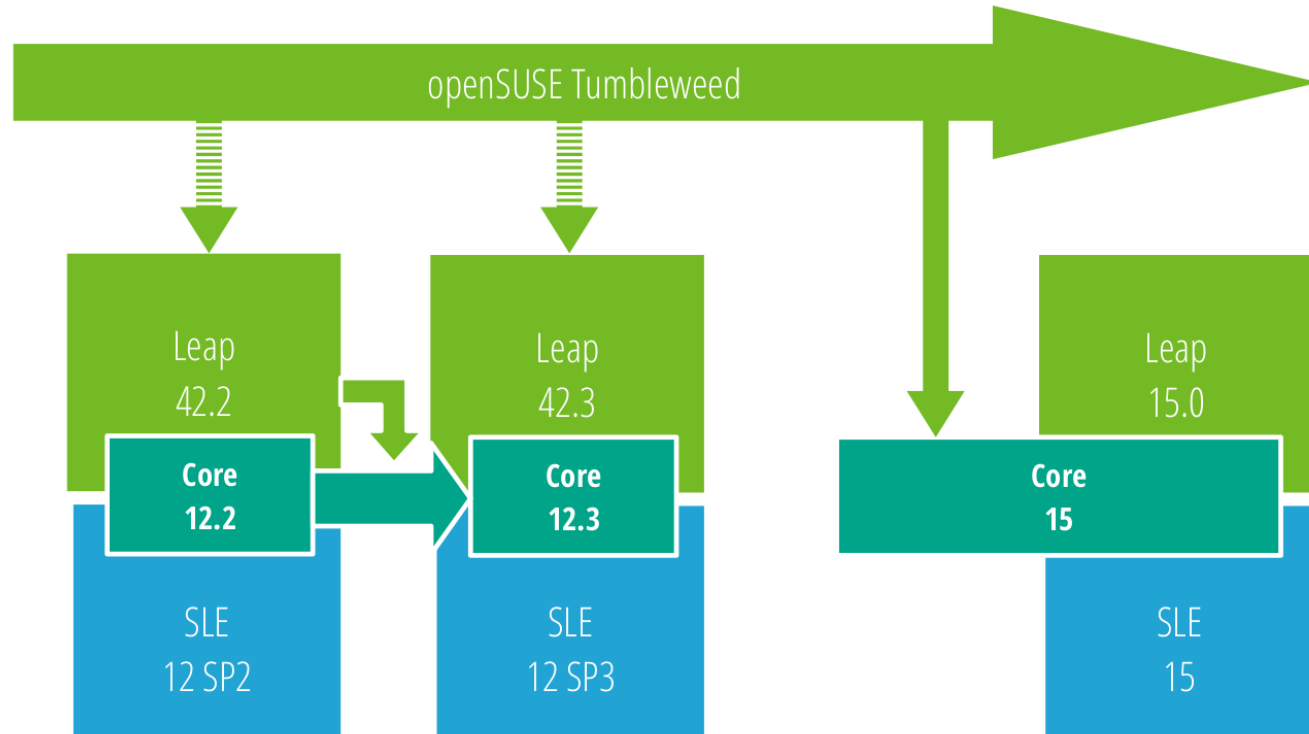 openSUSE Tumbleweed
Leap
42.2
Leap
42.3
Leap
15.0
Core
12.2
Core
12.3
Core
15
SLE
12 SP2
SLE
12 SP3
SLE
15